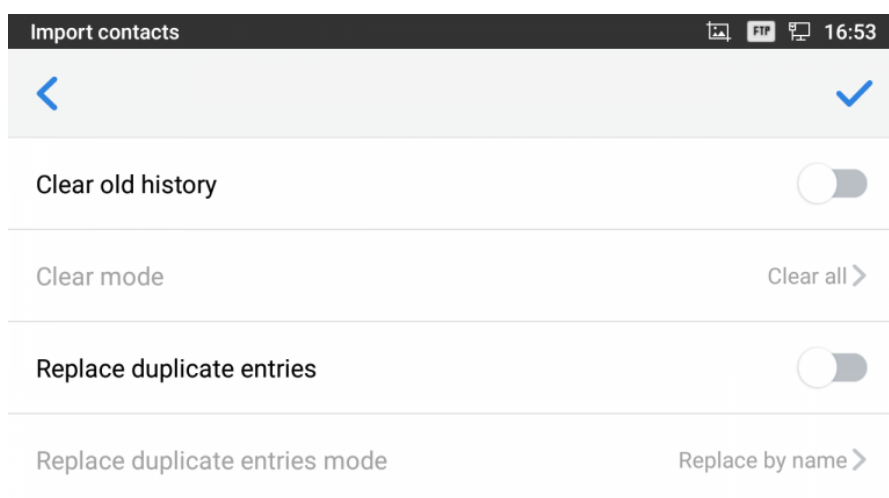 Import contacts FTP 16:53
Clear old history
Clear mode Clear all
Replace duplicate entries
Replace duplicate entries mode Replace by name